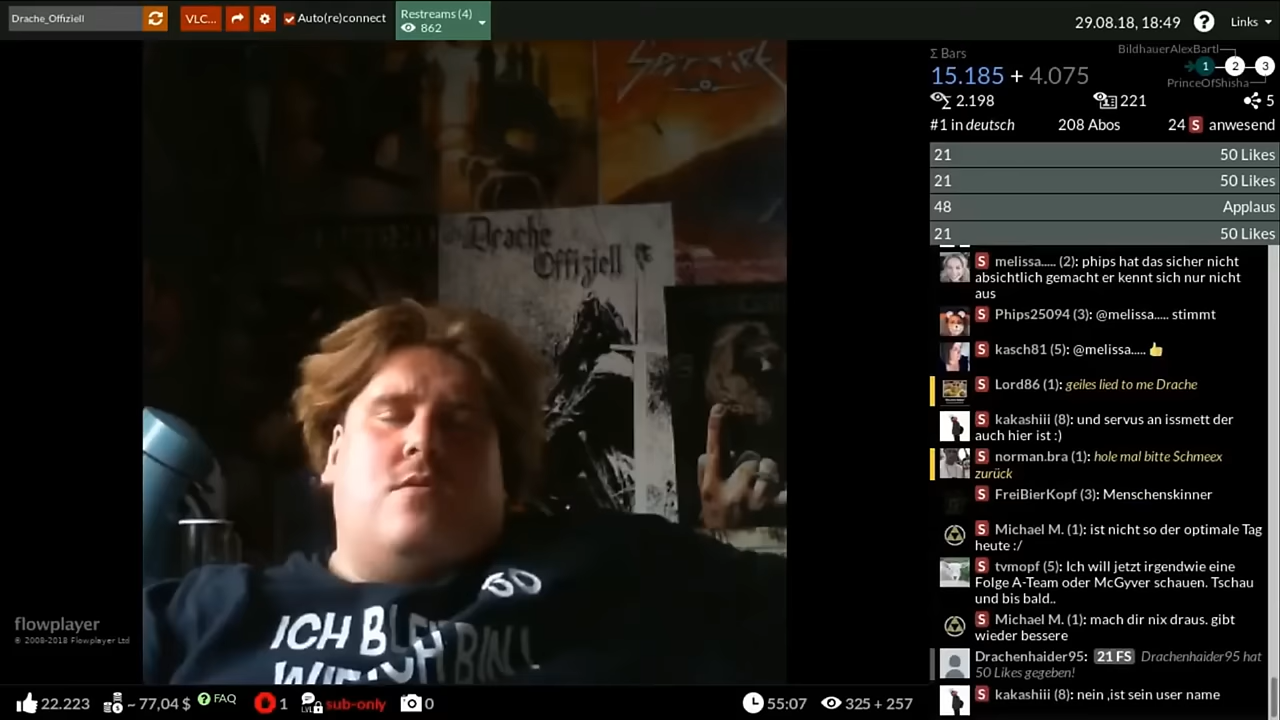 Drache_Offiziell
VLC...
Auto(re)connect
Restreams (4)
862
29.08.18, 18:49
?
Links
Σ Bars
15.185 + 4.075
BildhauerAlexBartl
1 2 3
PrinceOfShisha
2.198
221
5
#1 in deutsch
208 Abos
24 S anwesend
21 50 Likes
21 50 Likes
48 Applaus
21 50 Likes
S melissa..... (2): phips hat das sicher nicht
absichtlich gemacht er kennt sich nur nicht
aus
S Phips25094 (3): @melissa..... stimmt
S kasch81 (5): @melissa..... 👍
S Lord86 (1): geiles lied to me Drache
S kakashiii (8): und servus an issmett der
auch hier ist :)
S norman.bra (1): hole mal bitte Schmeex
zurück
S FreiBierKopf (3): Menschenskinner
S Michael M. (1): ist nicht so der optimale Tag
heute :/
S tvmopf (5): Ich will jetzt irgendwie eine
Folge A-Team oder McGyver schauen. Tschau
und bis bald..
S Michael M. (1): mach dir nix draus. gibt
wieder bessere
Drachenhaider95: 21 FS Drachenhaider95 hat
50 Likes gegeben!
S kakashiii (8): nein ,ist sein user name
Drache
Offiziell
ICH BLEIB
WIE ICH BIN!
flowplayer
© 2008-2018 Flowplayer Ltd
22.223
~ 77,04 $
? FAQ
1
LVL
sub-only
0
55:07
325 + 257